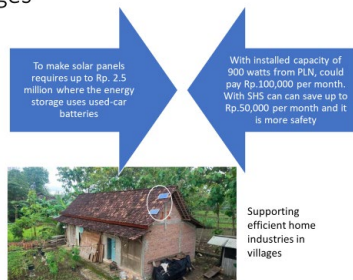 To make solar panels
requires up to Rp. 2.5
million where the energy
storage uses used-car
batteries
With installed capacity of
900 watts from PLN, could
pay Rp.100,000 per month.
With SHS can can save up to
Rp.50,000 per month and it
is more safety
Supporting
efficient home
industries in
villages